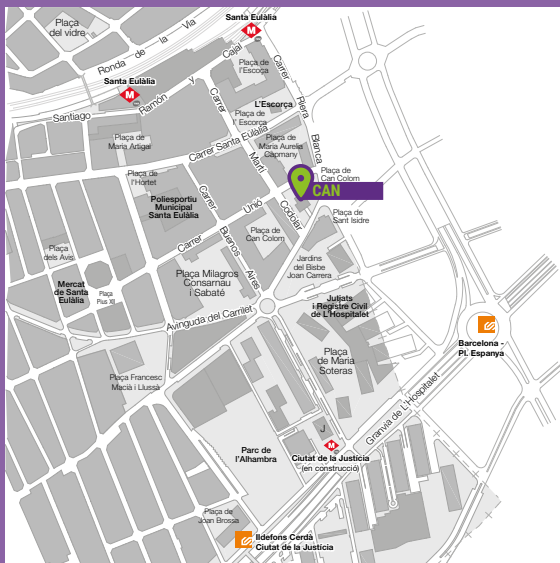 Plaça
del vidre
Santa Eulàlia
M
Ronda de la Via
Carrer
Plaça de
l'Escoça
Santa Eulàlia
M
Santiago Ramón y Cajal
Carrer Martí Codolar
L'Escorça
Riera Blanca
Plaça de
l' Escorça
Plaça de
Maria Artigal
Carrer Santa Eulàlia
Plaça de
Maria Aurelia
Capmany
Plaça de
l'Hortet
Plaça de
Can Colom
CAN
Poliesportiu
Municipal
Santa Eulàlia
Carrer Unió
Plaça de
Sant Isidre
Carrer Buenos Aires
Plaça de
Can Colom
Plaça
dels Avis
Jardins
del Bisbe
Joan Carrera
Mercat
de Santa
Eulàlia
Plaça
Pius XII
Plaça Milagros
Consarnau
i Sabaté
Jutjats
i Registre Civil
de L'Hospitalet
Avinguda del Carrilet
Barcelona -
Pl. Espanya
Plaça
de Maria
Soteras
Plaça Francesc
Macià i Llussà
Granvia de L'Hospitalet
J
M
Parc de
l'Alhambra
Ciutat de la Justícia
(en construcció)
Plaça de
Joan Brossa
Ildefons Cerdà
Ciutat de la Justícia